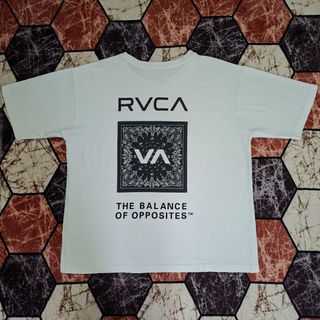 RVCA
VA
THE BALANCE
OF OPPOSITES™